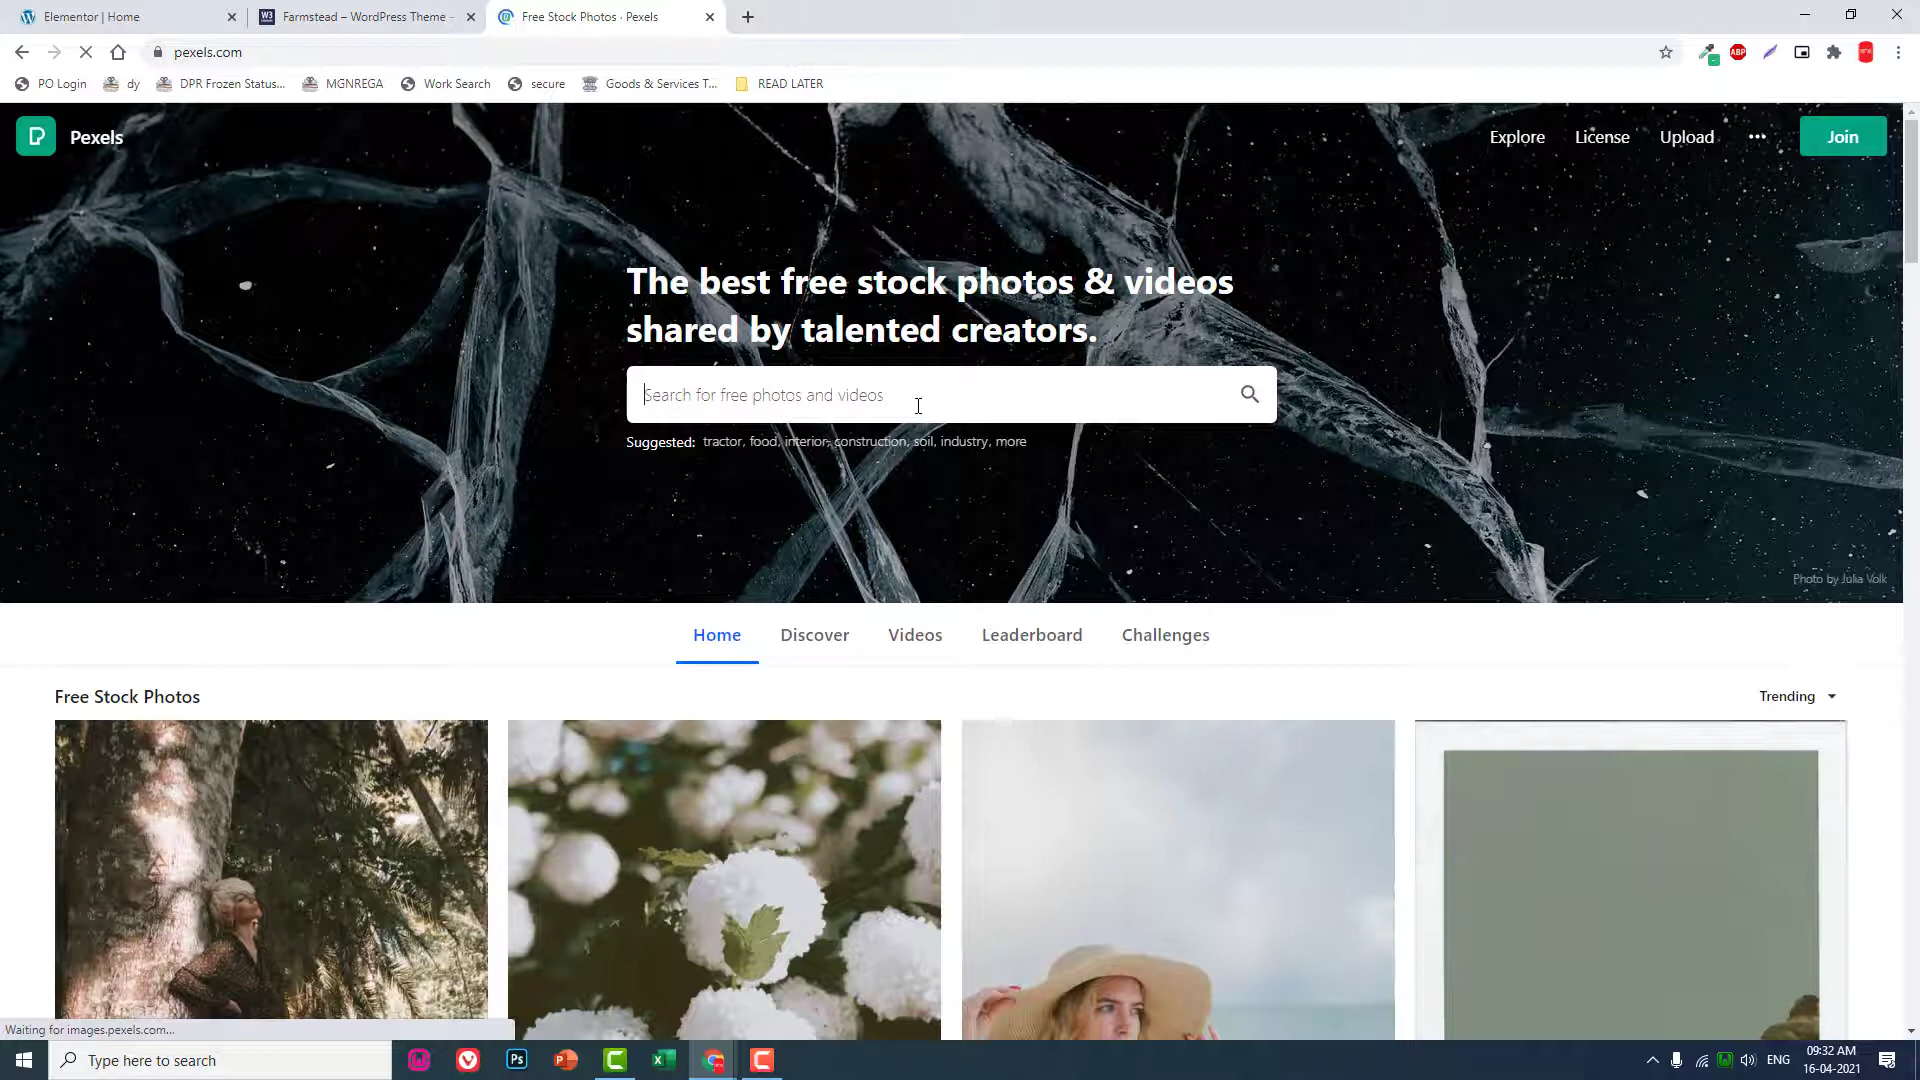 Elementor | Home
Farmstead – WordPress Theme –
Free Stock Photos · Pexels
pexels.com
ABP
PO Login
dy
DPR Frozen Status...
MGNREGA
Work Search
secure
Goods & Services T...
READ LATER
Pexels
Explore
License
Upload
Join
The best free stock photos & videos
shared by talented creators.
Search for free photos and videos
Suggested: tractor, food, interior, construction, soil, industry, more
Photo by Julia Volk
Home
Discover
Videos
Leaderboard
Challenges
Free Stock Photos
Trending
Waiting for images.pexels.com...
Type here to search
Ps
ENG
09:32 AM
16-04-2021